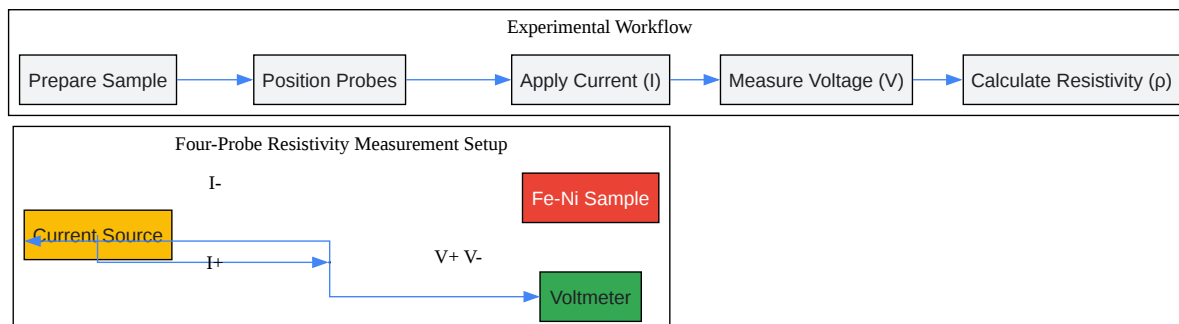 Experimental Workflow
Prepare Sample
Position Probes
Apply Current (I)
Measure Voltage (V)
Calculate Resistivity (ρ)
Four-Probe Resistivity Measurement Setup
I-
Fe-Ni Sample
Current Source
I+
V+ V-
Voltmeter